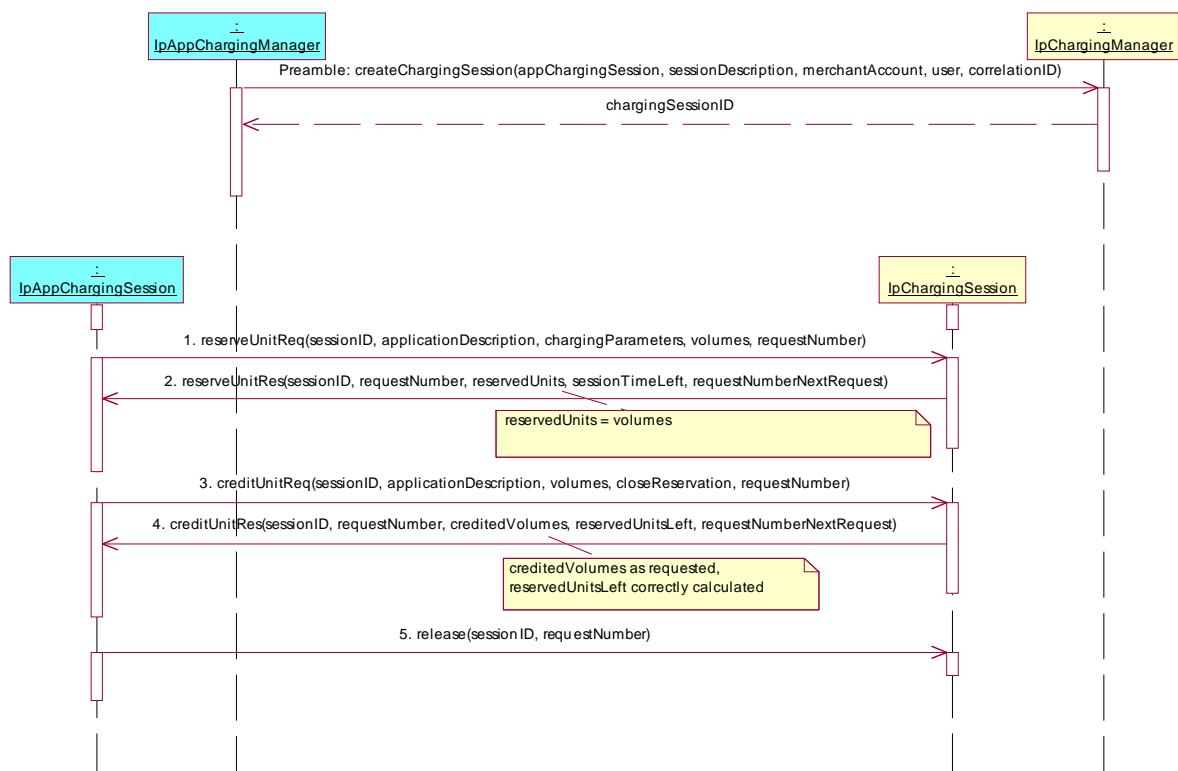 :
IpAppChargingManager
:
IpChargingManager
Preamble: createChargingSession(appChargingSession, sessionDescription, merchantAccount, user, correlationID)
chargingSessionID
:
IpAppChargingSession
:
IpChargingSession
1. reserveUnitReq(sessionID, applicationDescription, chargingParameters, volumes, requestNumber)
2. reserveUnitRes(sessionID, requestNumber, reservedUnits, sessionTimeLeft, requestNumberNextRequest)
reservedUnits = volumes
3. creditUnitReq(sessionID, applicationDescription, volumes, closeReservation, requestNumber)
4. creditUnitRes(sessionID, requestNumber, creditedVolumes, reservedUnitsLeft, requestNumberNextRequest)
creditedVolumes as requested,
reservedUnitsLeft correctly calculated
5. release(sessionID, requestNumber)